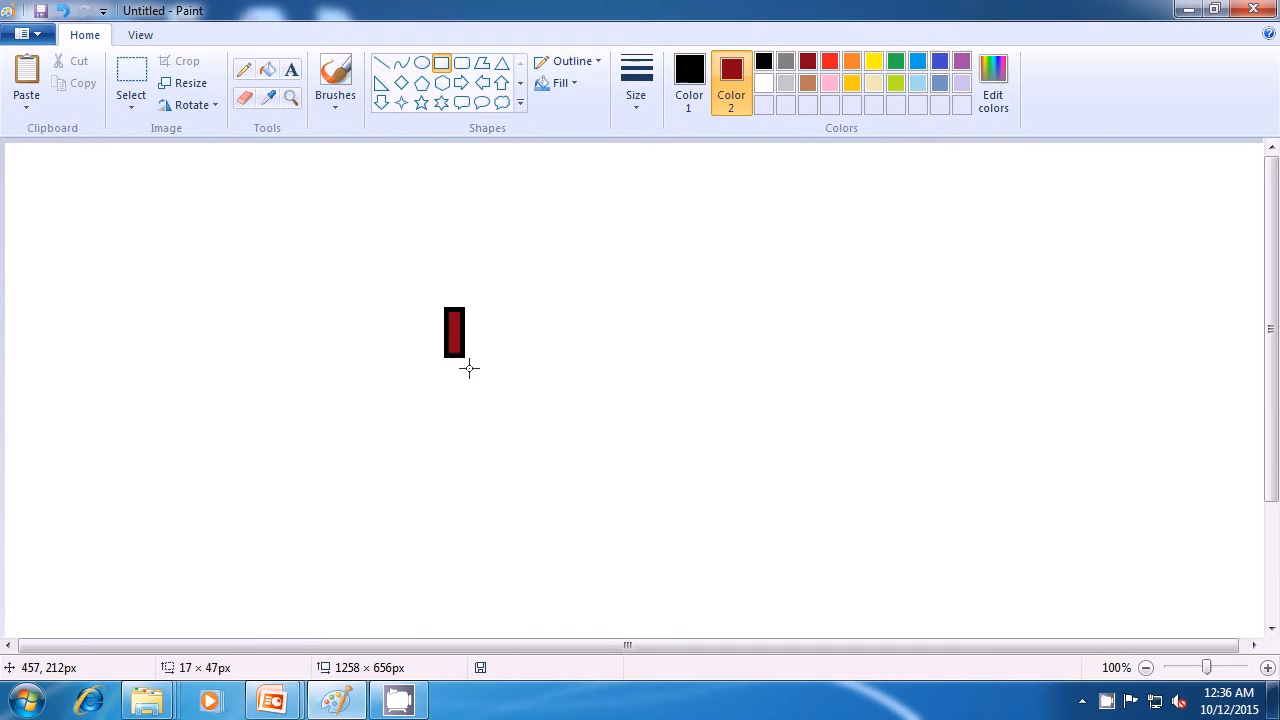 Untitled - Paint
Home
View
Paste
Cut
Copy
Clipboard
Select
Crop
Resize
Rotate
Image
A
Tools
Brushes
Shapes
Outline
Fill
Size
Color 1
Color 2
Edit colors
Colors
457, 212px
17 × 47px
1258 × 656px
100%
12:36 AM
10/12/2015